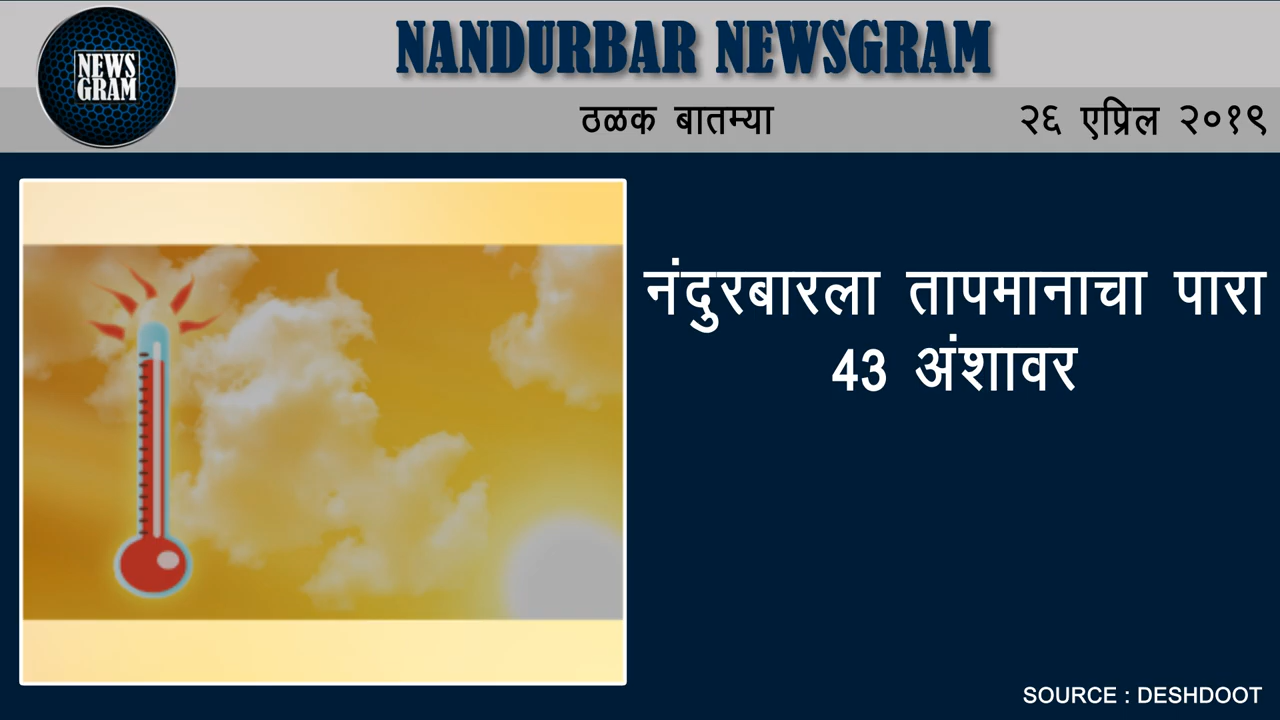 NEWS
GRAM
NANDURBAR NEWSGRAM
ठळक बातम्या
२६ एप्रिल २०१९
नंदुरबारला तापमानाचा पारा
43 अंशावर
SOURCE : DESHDOOT